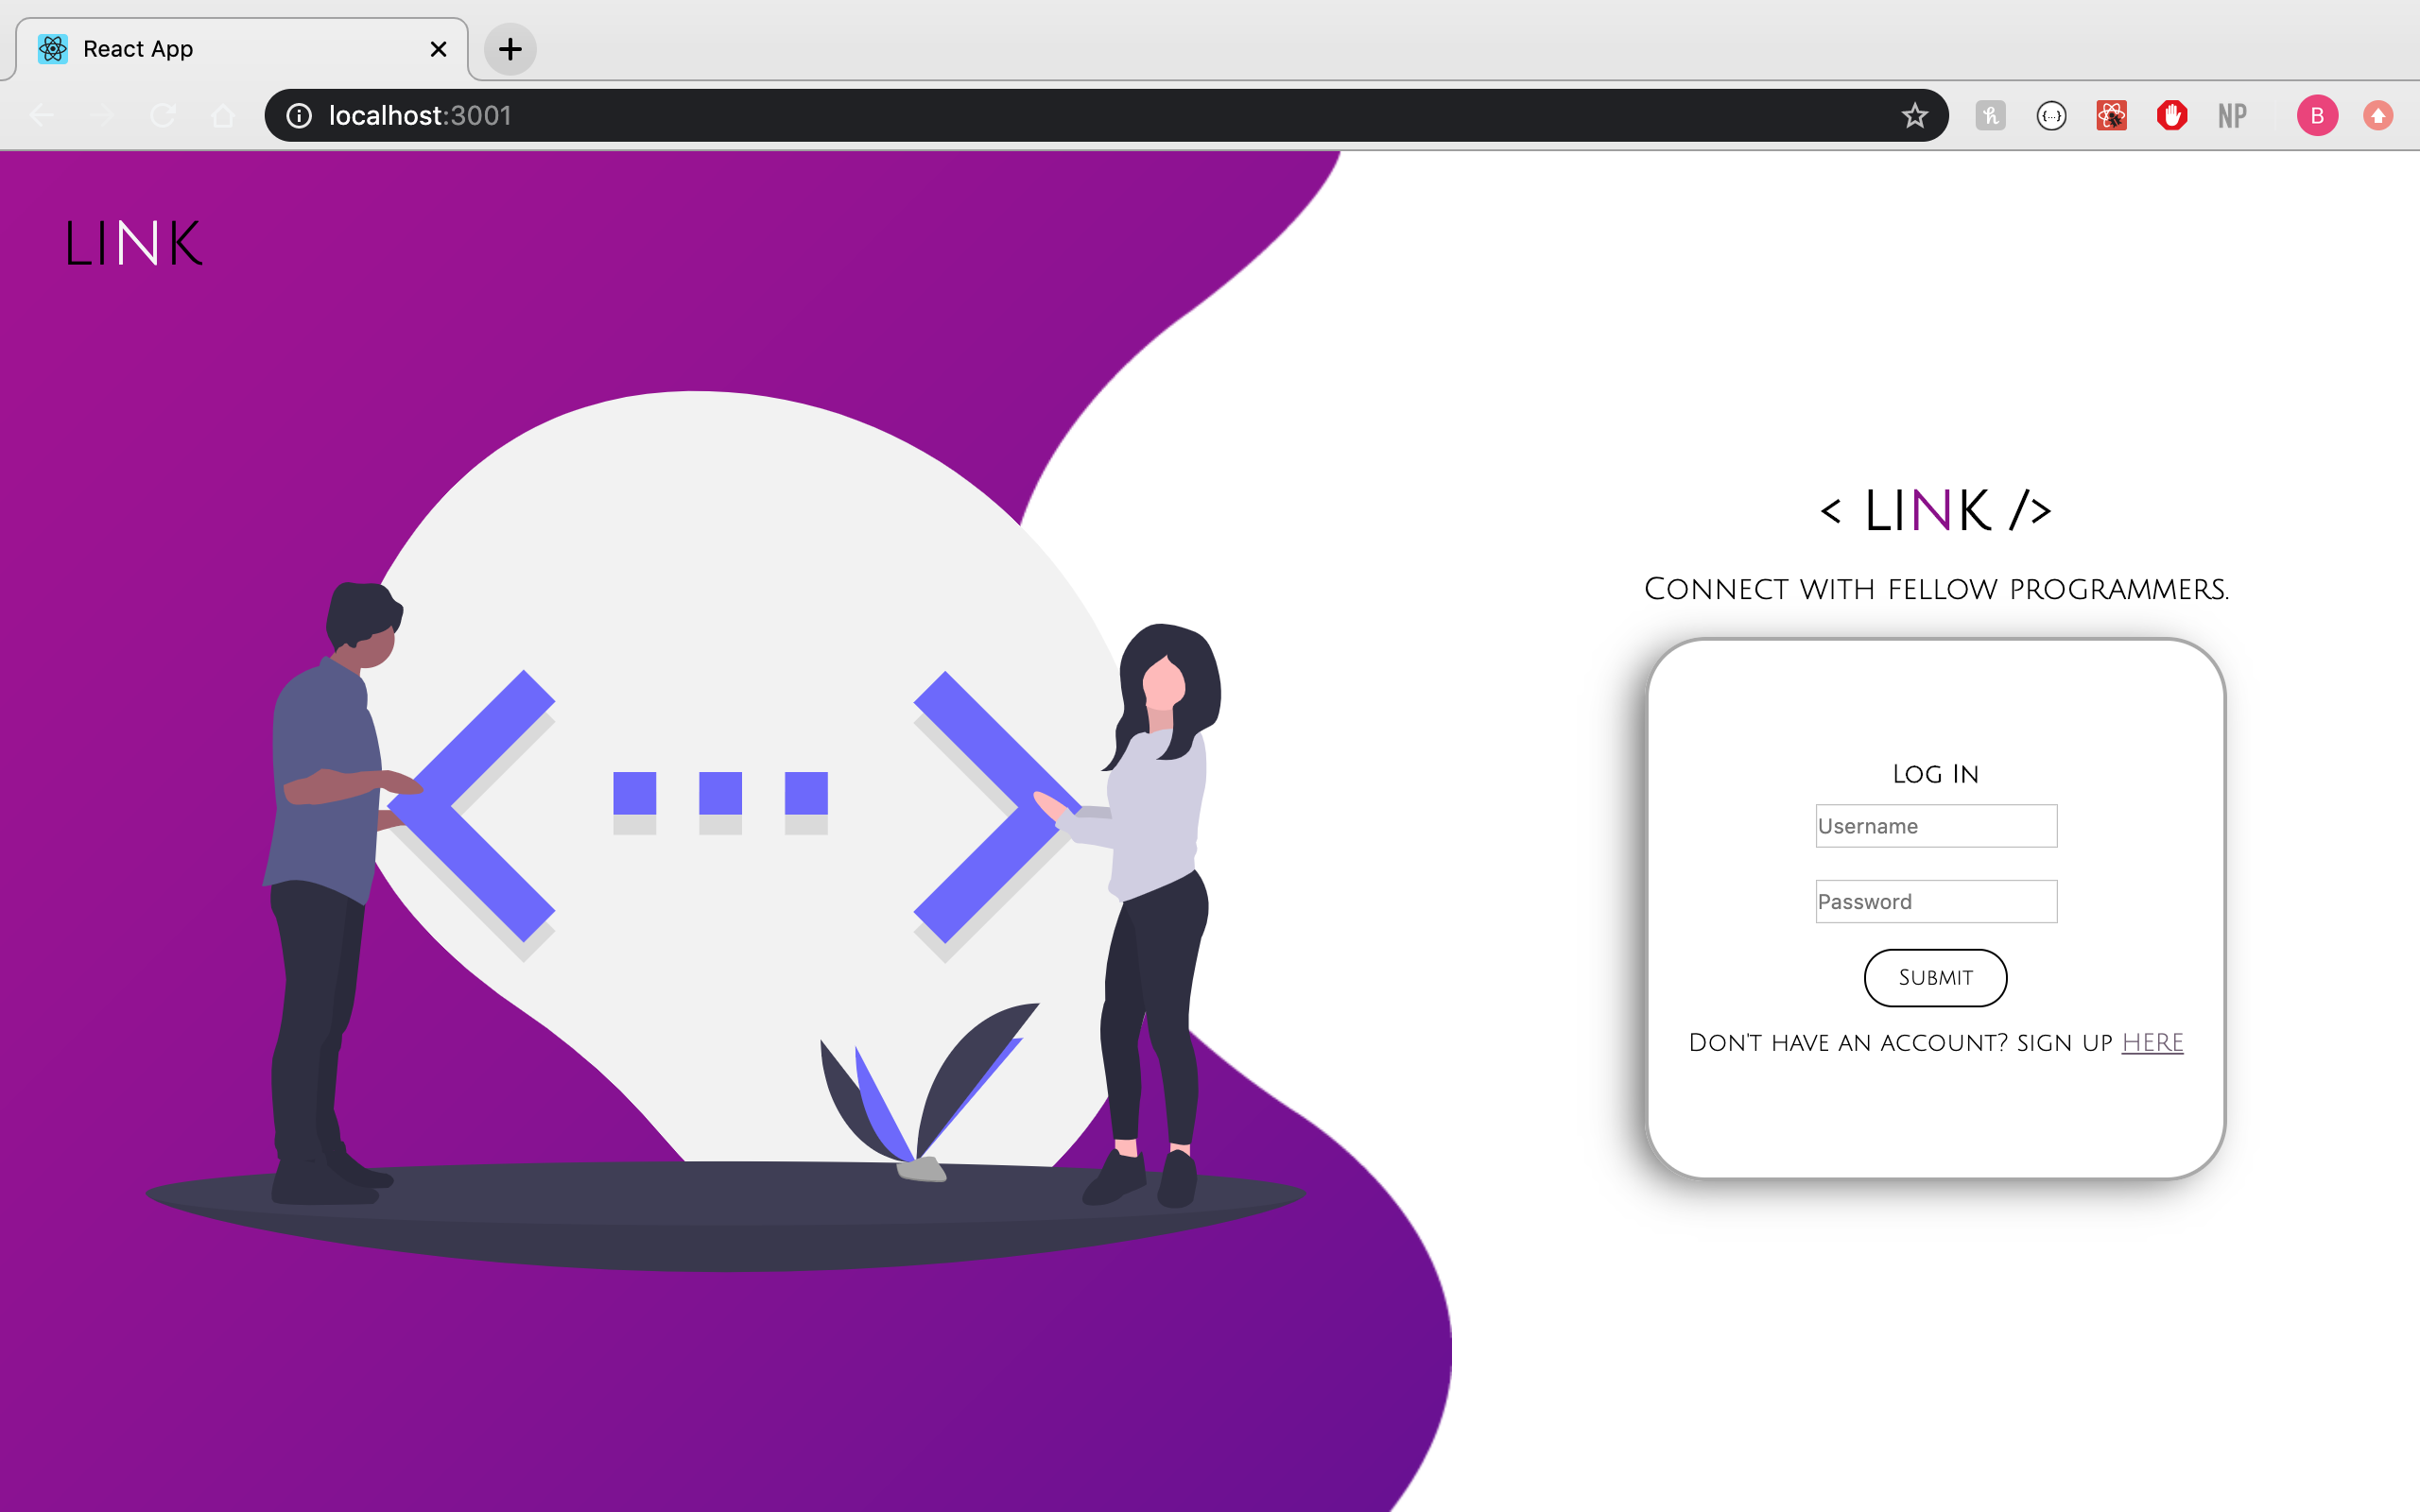 React App
localhost:3001
NP
B
LINK
< LINK />
Connect with fellow programmers.
Log In
Username
Password
Submit
Don't have an account? sign up HERE